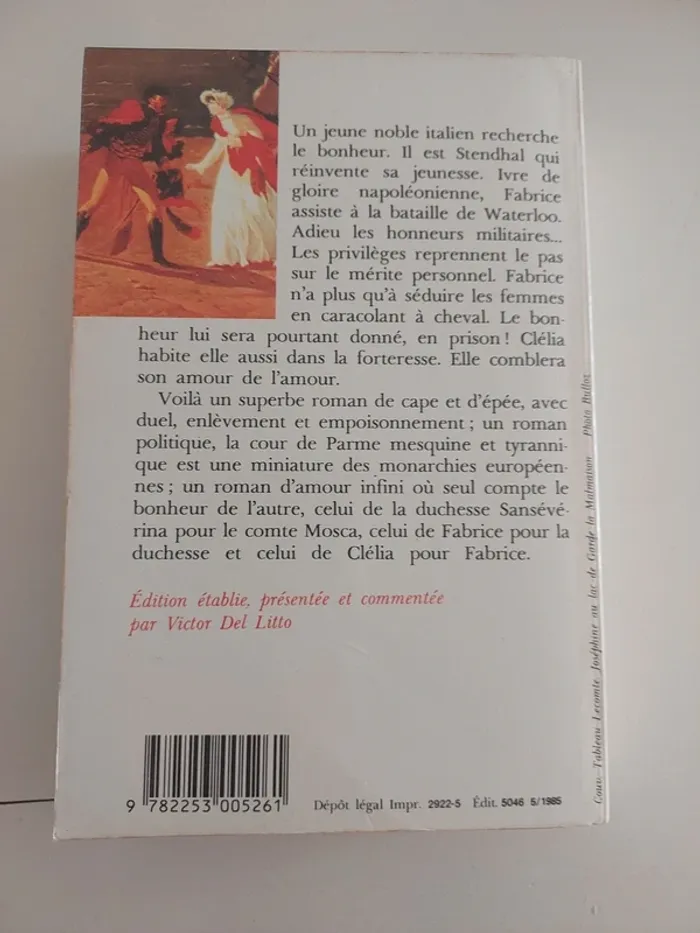 Un jeune noble italien recherche
le bonheur. Il est Stendhal qui
réinvente sa jeunesse. Ivre de
gloire napoléonienne, Fabrice
assiste à la bataille de Waterloo.
Adieu les honneurs militaires...
Les privilèges reprennent le pas
sur le mérite personnel. Fabrice
n'a plus qu'à séduire les femmes
en caracolant à cheval. Le bon-
heur lui sera pourtant donné, en prison ! Clélia
habite elle aussi dans la forteresse. Elle comblera
son amour de l'amour.
Voilà un superbe roman de cape et d'épée, avec
duel, enlèvement et empoisonnement ; un roman
politique, la cour de Parme mesquine et tyranni-
que est une miniature des monarchies européen-
nes ; un roman d'amour infini où seul compte le
bonheur de l'autre, celui de la duchesse Sansévé-
rina pour le comte Mosca, celui de Fabrice pour la
duchesse et celui de Clélia pour Fabrice.
Édition établie, présentée et commentée
par Victor Del Litto
9 782253 005261
Dépôt légal Impr. 2922-5 Édit. 5046 5/1985
Couv. Tableau Lecomte Joséphine au lac de Garde-la Malmaison. Photo Bulloz